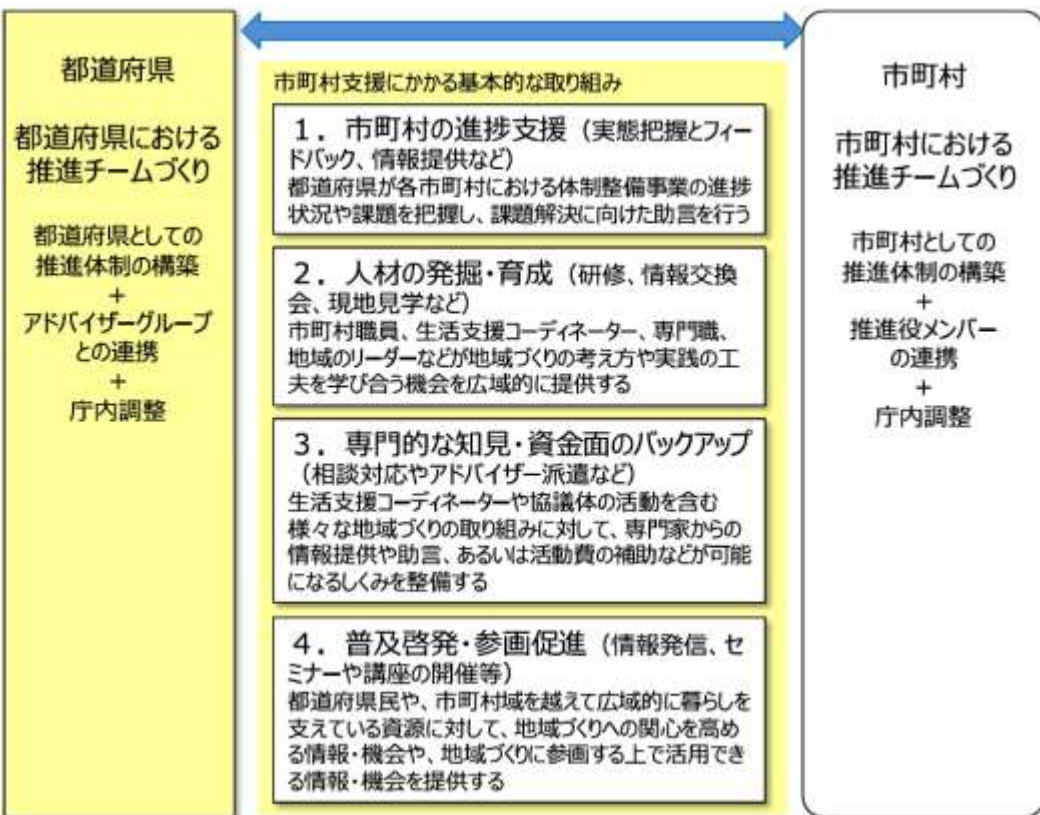 都道府県
都道府県における
推進チームづくり
都道府県としての
推進体制の構築
+
アドバイザーグループ
との連携
+
庁内調整
市町村支援にかかる基本的な取り組み
1．市町村の進捗支援（実態把握とフィー
ドバック、情報提供など）
都道府県が各市町村における体制整備事業の進捗
状況や課題を把握し、課題解決に向けた助言を行う
2．人材の発掘・育成（研修、情報交換
会、現地見学など）
市町村職員、生活支援コーディネーター、専門職、
地域のリーダーなどが地域づくりの考え方や実践の工
夫を学び合う機会を広域的に提供する
3．専門的な知見・資金面のバックアップ
（相談対応やアドバイザー派遣など）
生活支援コーディネーターや協議体の活動を含む
様々な地域づくりの取り組みに対して、専門家からの
情報提供や助言、あるいは活動費の補助などが可能
になるしくみを整備する
4．普及啓発・参画促進（情報発信、セ
ミナーや講座の開催等）
都道府県民や、市町村域を越えて広域的に暮らしを
支えている資源に対して、地域づくりへの関心を高め
る情報・機会や、地域づくりに参画する上で活用でき
る情報・機会を提供する
市町村
市町村における
推進チームづくり
市町村としての
推進体制の構築
+
推進役メンバー
の連携
+
庁内調整